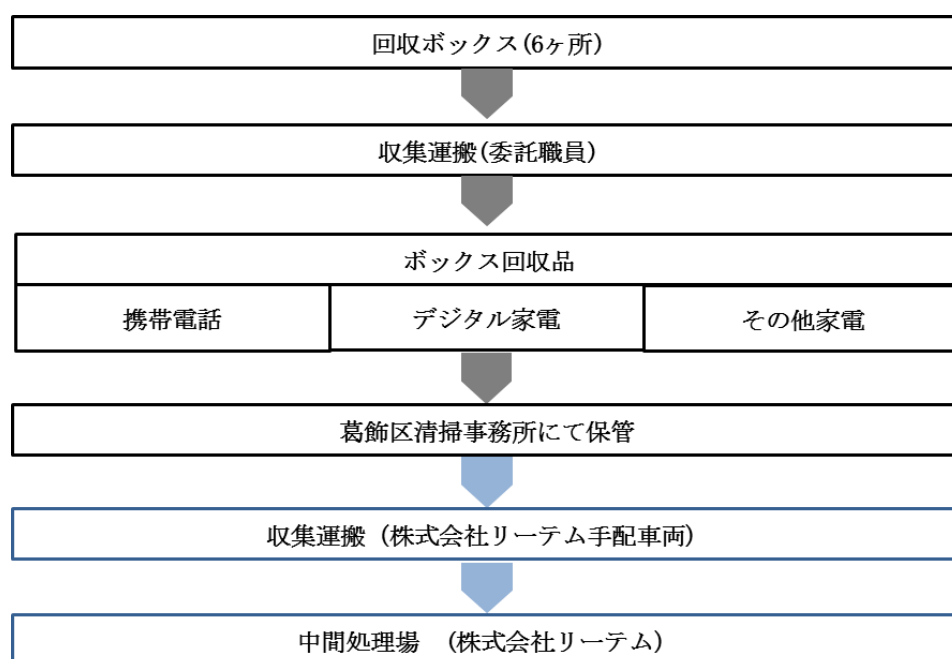 回収ボックス(6ヶ所)
収集運搬(委託職員)
ボックス回収品
携帯電話
デジタル家電
その他家電
葛飾区清掃事務所にて保管
収集運搬（株式会社リーテム手配車両)
中間処理場　（株式会社リーテム)